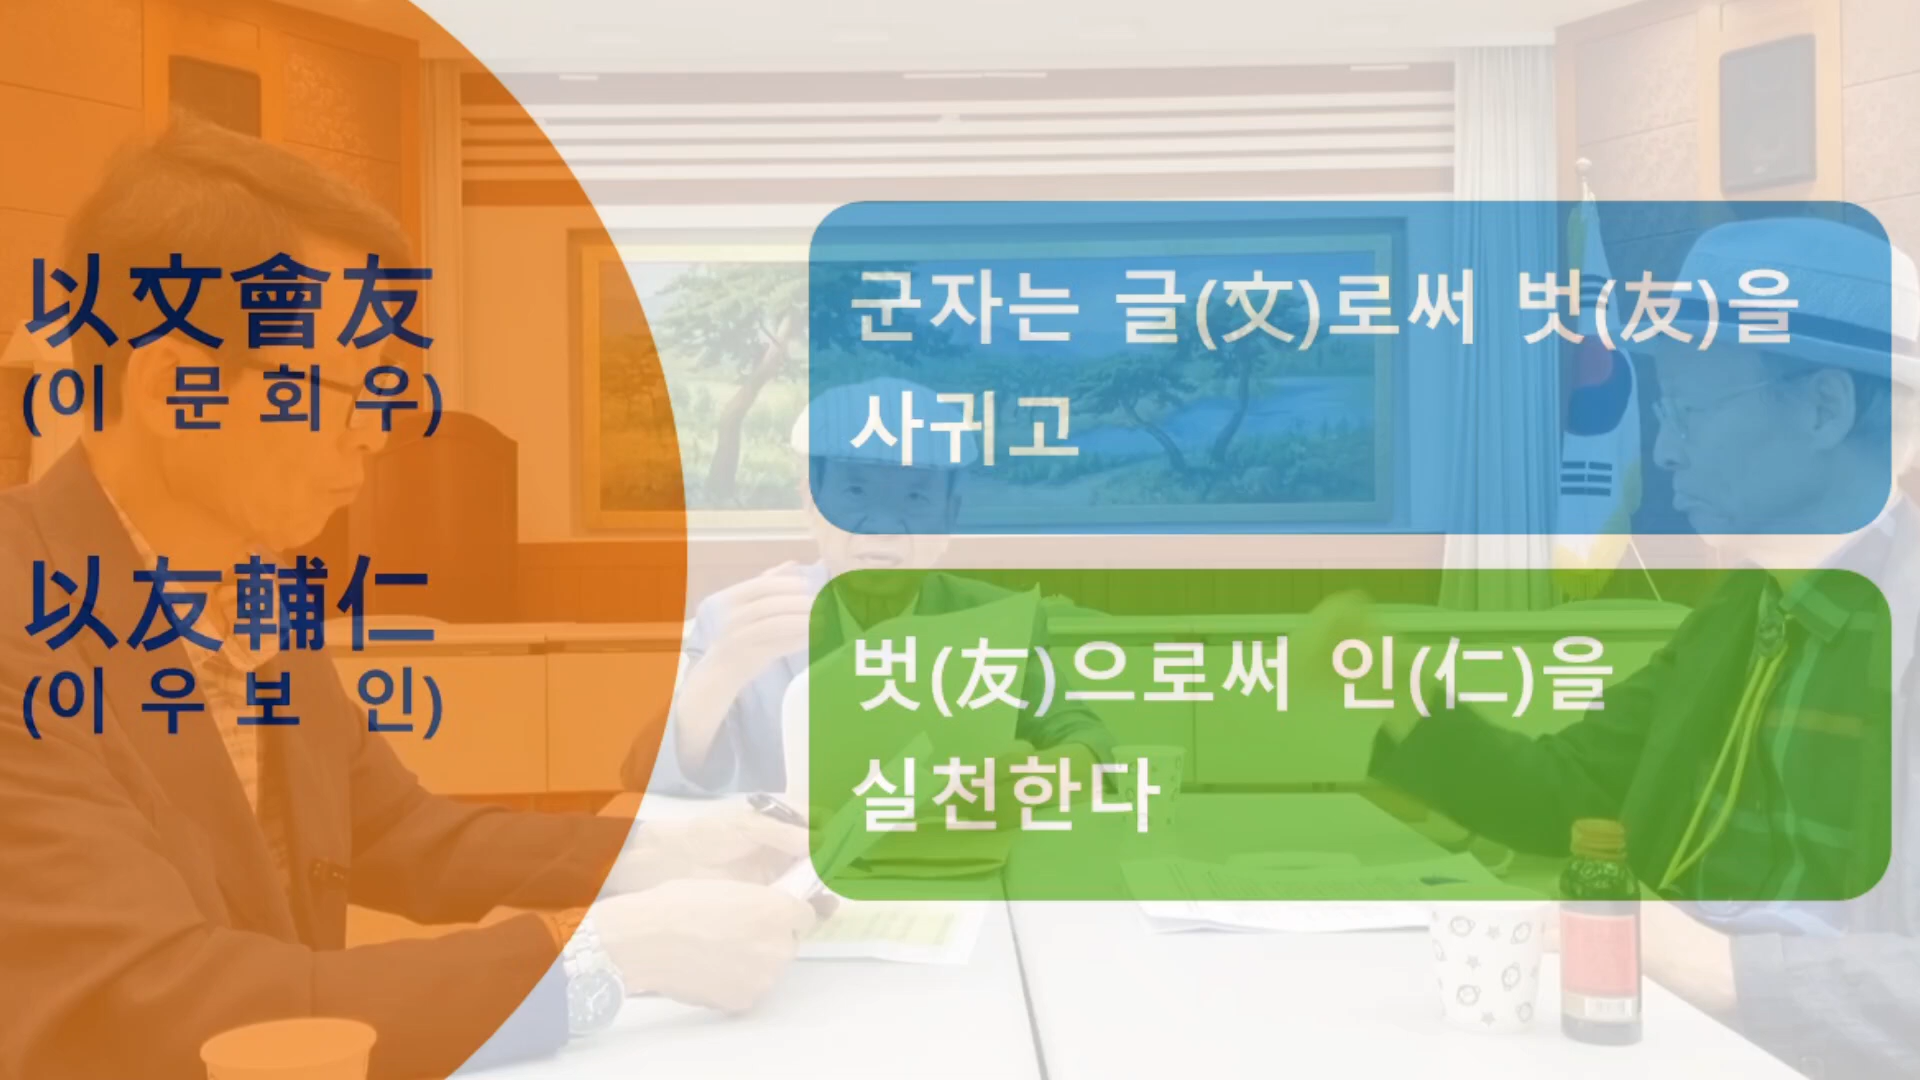 以文會友
(이 문 회 우)
以友輔仁
(이 우 보 인)
군자는 글(文)로써 벗(友)을
사귀고
벗(友)으로써 인(仁)을
실천한다